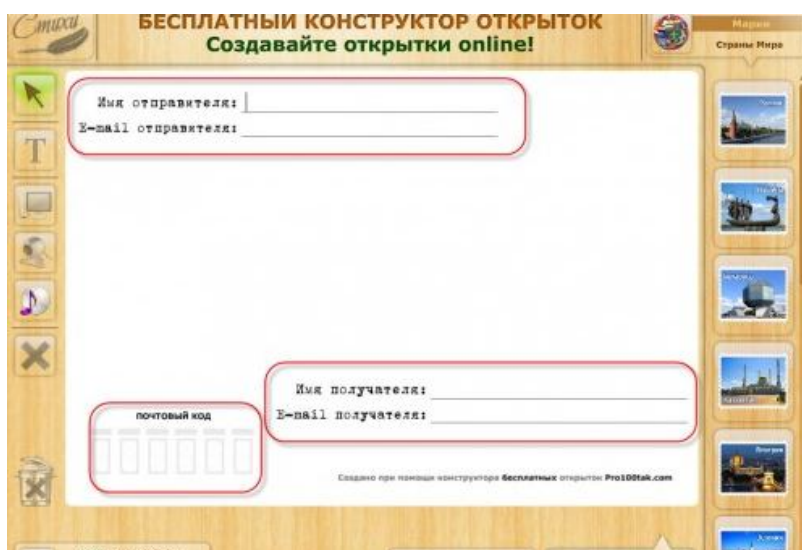 Стихи
БЕСПЛАТНЫЙ КОНСТРУКТОР ОТКРЫТОК
Создавайте открытки online!
Марки
Страны Мира
Имя отправителя:
E-mail отправителя:
T
Имя получателя:
E-mail получателя:
почтовый код
Создано при помощи конструктора бесплатных открыток Pro100tak.com